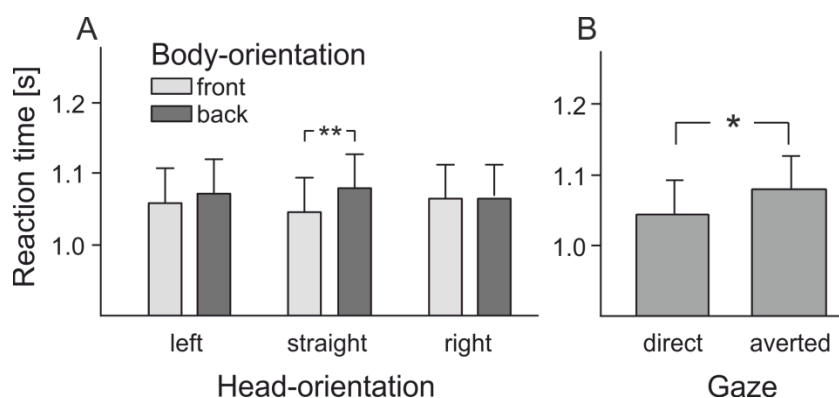 A
Body-orientation
front
back
**
Reaction time [s]
1.2
1.1
1.0
left straight right
Head-orientation
B
*
1.2
1.1
1.0
direct averted
Gaze